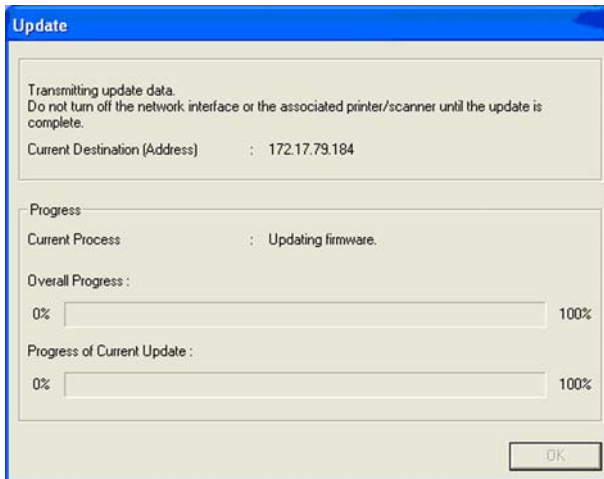 Update
Transmitting update data.
Do not turn off the network interface or the associated printer/scanner until the update is
complete.
Current Destination (Address) : 172.17.79.184
Progress
Current Process : Updating firmware.
Overall Progress :
0% 100%
Progress of Current Update :
0% 100%
OK